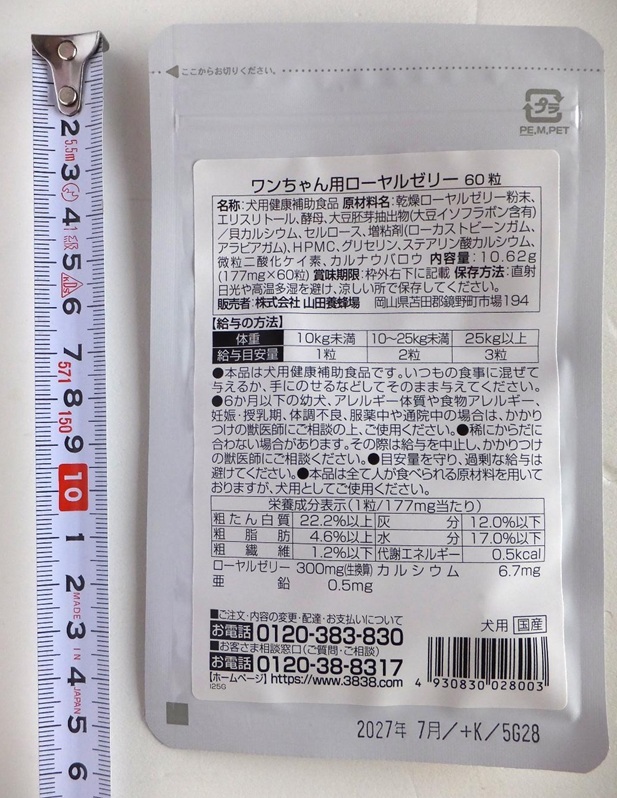 ここからお切りください。
プラ
PE,M,PET
ワンちゃん用ローヤルゼリー 60粒
名称:犬用健康補助食品 原材料名:乾燥ローヤルゼリー粉末、
エリスリトール、酵母、大豆胚芽抽出物(大豆イソフラボン含有)
/貝カルシウム、セルロース、増粘剤(ローカストビーンガム、
アラビアガム)、HPMC、グリセリン、ステアリン酸カルシウム、
微粒二酸化ケイ素、カルナウバロウ 内容量:10.62g
(177mg×60粒) 賞味期限:枠外右下に記載 保存方法:直射
日光や高温多湿を避け、涼しい所で保存してください。
販売者:株式会社 山田養蜂場 岡山県苫田郡鏡野町市場194
【給与の方法】
体重 10kg未満 10〜25kg未満 25kg以上
給与目安量 1粒 2粒 3粒
●本品は犬用健康補助食品です。いつもの食事に混ぜて
与えるか、手にのせるなどしてそのまま与えてください。
●6か月以下の幼犬、アレルギー体質や食物アレルギー、
妊娠・授乳期、体調不良、服薬中や通院中の場合は、かかり
つけの獣医師にご相談の上、ご使用ください。●稀にからだに
合わない場合があります。その際は給与を中止し、かかりつけ
の獣医師にご相談ください。●目安量を守り、過剰な給与は
避けてください。●本品は全て人が食べられる原材料を用いて
おりますが、犬用としてご使用ください。
栄養成分表示(1粒/177mg当たり)
粗たん白質 22.2%以上 灰分 12.0%以下
粗脂肪 4.6%以上 水分 17.0%以下
粗繊維 1.2%以下 代謝エネルギー 0.5kcal
ローヤルゼリー 300mg(生換算) カルシウム 6.7mg
亜鉛 0.5mg
■ご注文・内容の変更・配達・お支払いについて
お電話 0120-383-830
■お客さま相談窓口(ご質問・ご相談)
お電話 0120-38-8317
【ホームページ】https://www.3838.com
125G
犬用 国産
4 930830 028003
2027年 7月/+K/5G28
2
5.5m
3
4
1級
5
6
7
571
8
150
9
10
1
2
MADE
3
IN
4
JAPAN
5
6